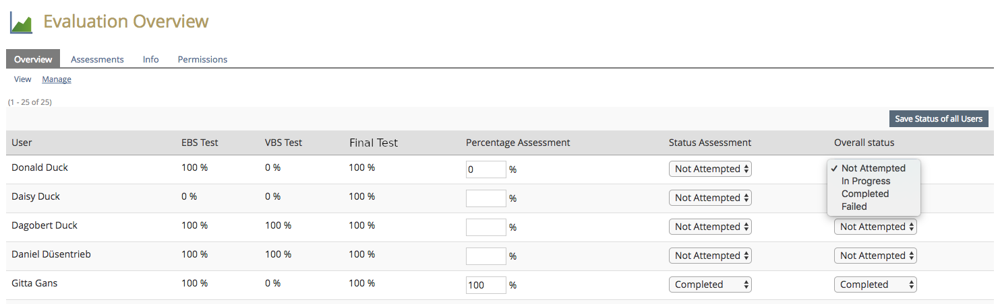 Evaluation Overview
Overview Assessments Info Permissions
View Manage
(1 - 25 of 25)
Save Status of all Users
User EBS Test VBS Test Final Test Percentage Assessment Status Assessment Overall status
Donald Duck 100 % 0 % 100 % 0 % Not Attempted ✓ Not Attempted
In Progress
Daisy Duck 0 % 0 % 100 % % Not Attempted Completed
Failed
Dagobert Duck 100 % 100 % 100 % % Not Attempted Not Attempted
Daniel Düsentrieb 100 % 100 % 100 % % Not Attempted Not Attempted
Gitta Gans 100 % 0 % 100 % 100 % Completed Completed